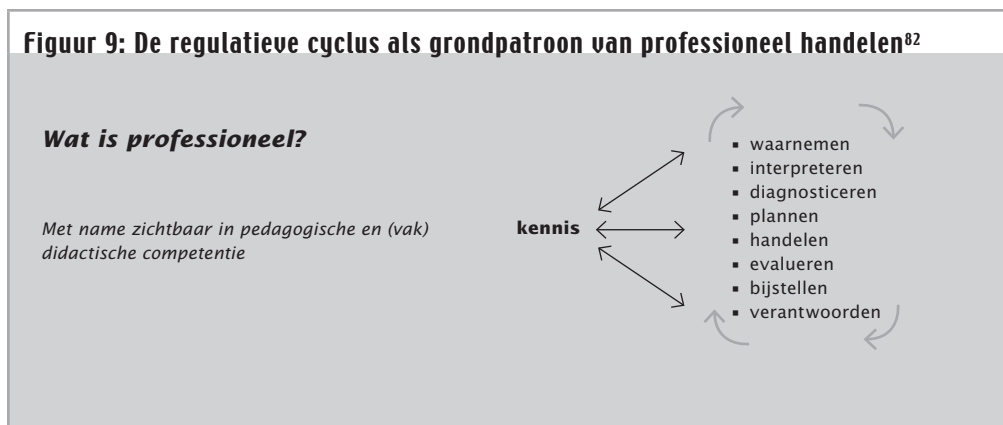 Figuur 9: De regulatieve cyclus als grondpatroon van professioneel handelen82
Wat is professioneel?
Met name zichtbaar in pedagogische en (vak)
didactische competentie
kennis
▪ waarnemen
▪ interpreteren
▪ diagnosticeren
▪ plannen
▪ handelen
▪ evalueren
▪ bijstellen
▪ verantwoorden